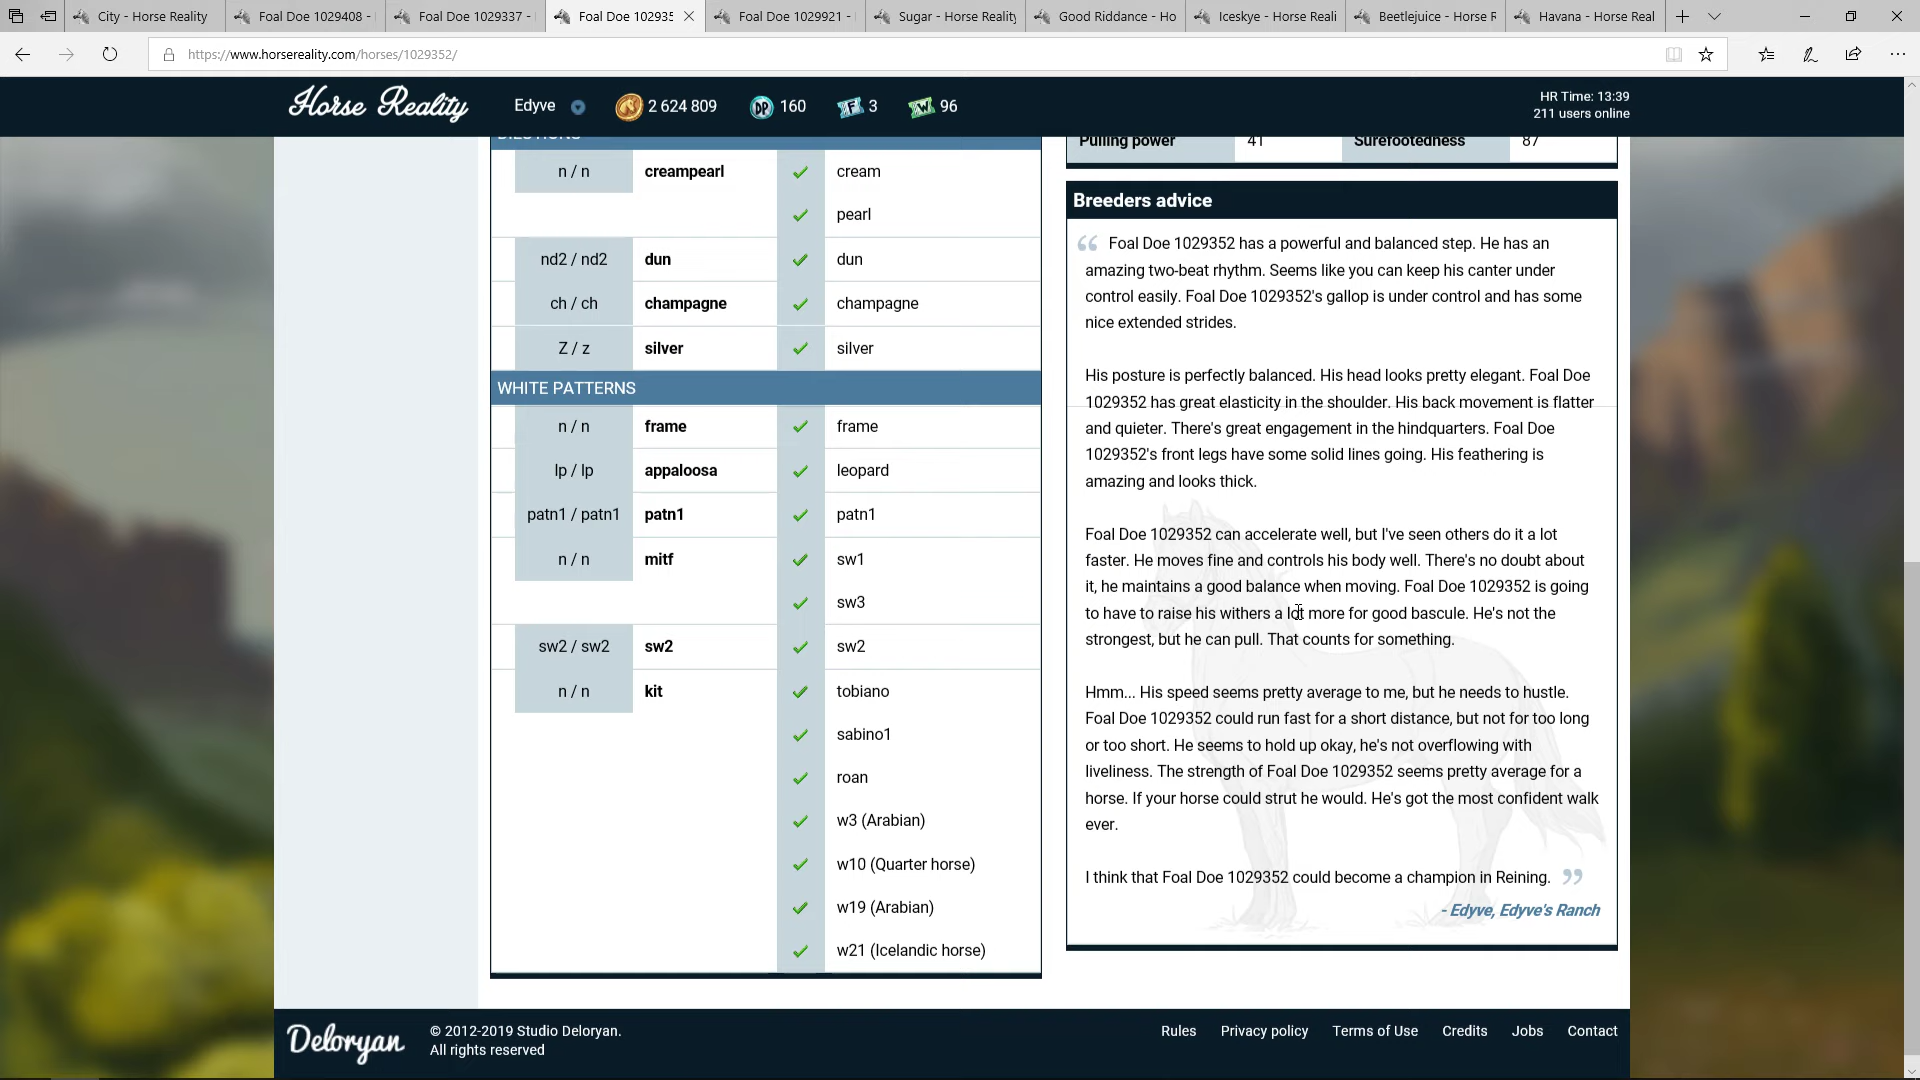 City - Horse Reality
Foal Doe 1029408 -
Foal Doe 1029337 -
Foal Doe 102935
Foal Doe 1029921 -
Sugar - Horse Reality
Good Riddance - Ho
Iceskye - Horse Reali
Beetlejuice - Horse R
Havana - Horse Real
https://www.horsereality.com/horses/1029352/
Horse Reality
Edyve
2 624 809
DP
160
F
3
W
96
HR Time: 13:39
211 users online
DILUTIONS
n / n creampearl cream
pearl
nd2 / nd2 dun dun
ch / ch champagne champagne
Z / z silver silver
WHITE PATTERNS
n / n frame frame
lp / lp appaloosa leopard
patn1 / patn1 patn1 patn1
n / n mitf sw1
sw3
sw2 / sw2 sw2 sw2
n / n kit tobiano
sabino1
roan
w3 (Arabian)
w10 (Quarter horse)
w19 (Arabian)
w21 (Icelandic horse)
Pulling power 41 Surefootedness 87
Breeders advice
“ Foal Doe 1029352 has a powerful and balanced step. He has an
amazing two-beat rhythm. Seems like you can keep his canter under
control easily. Foal Doe 1029352's gallop is under control and has some
nice extended strides.
His posture is perfectly balanced. His head looks pretty elegant. Foal Doe
1029352 has great elasticity in the shoulder. His back movement is flatter
and quieter. There's great engagement in the hindquarters. Foal Doe
1029352's front legs have some solid lines going. His feathering is
amazing and looks thick.
Foal Doe 1029352 can accelerate well, but I've seen others do it a lot
faster. He moves fine and controls his body well. There's no doubt about
it, he maintains a good balance when moving. Foal Doe 1029352 is going
to have to raise his withers a lot more for good bascule. He's not the
strongest, but he can pull. That counts for something.
Hmm... His speed seems pretty average to me, but he needs to hustle.
Foal Doe 1029352 could run fast for a short distance, but not for too long
or too short. He seems to hold up okay, he's not overflowing with
liveliness. The strength of Foal Doe 1029352 seems pretty average for a
horse. If your horse could strut he would. He's got the most confident walk
ever.
I think that Foal Doe 1029352 could become a champion in Reining. ”
- Edyve, Edyve's Ranch
Deloryan
© 2012-2019 Studio Deloryan.
All rights reserved
Rules
Privacy policy
Terms of Use
Credits
Jobs
Contact